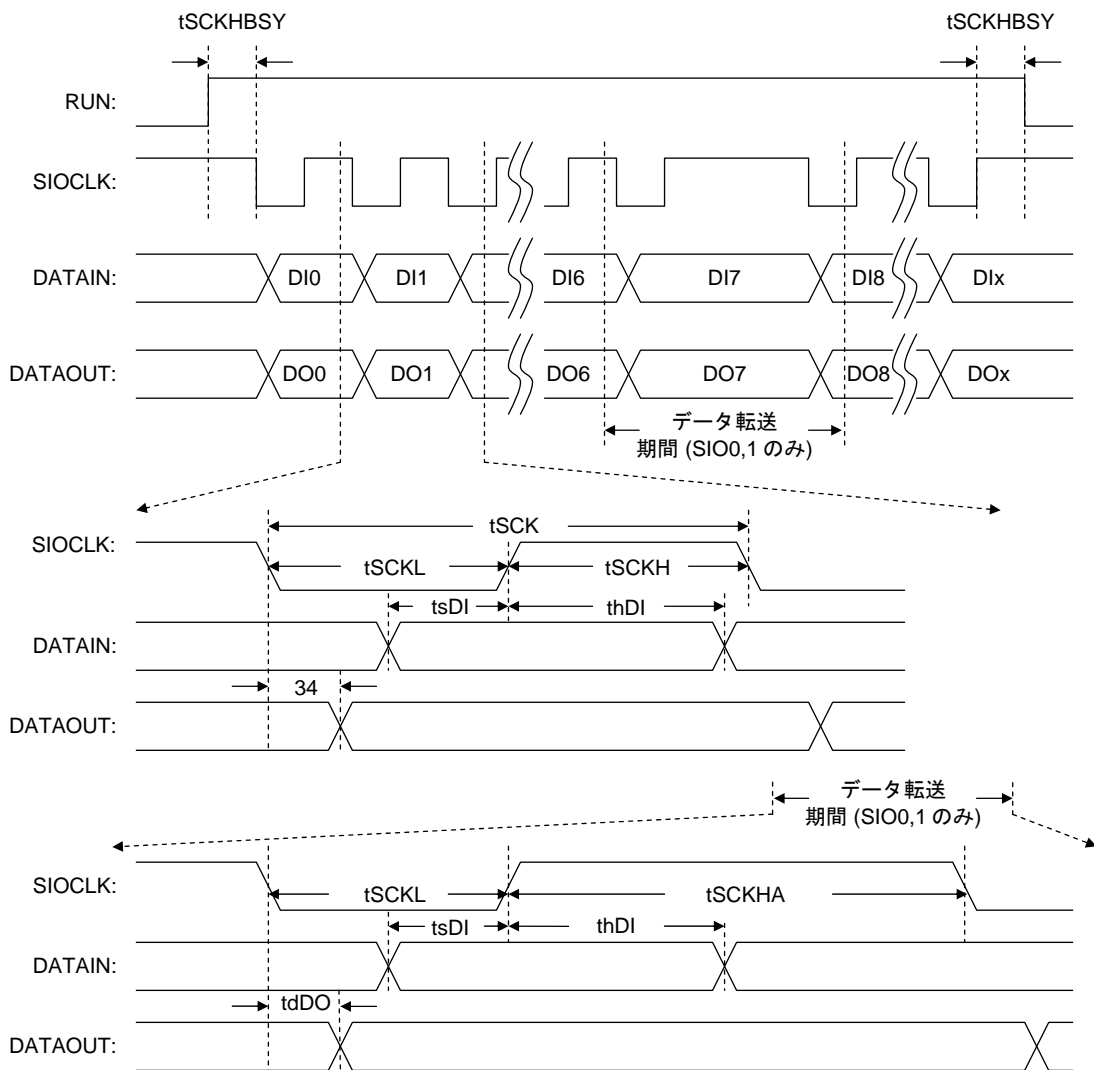 tSCKHBSY tSCKHBSY
RUN:
SIOCLK:
DATAIN: DI0 DI1 DI6 DI7 DI8 DIx
DATAOUT: DO0 DO1 DO6 DO7 DO8 DOx
データ転送
期間 (SIO0,1 のみ)
tSCK
SIOCLK:
tSCKL tSCKH
tsDI thDI
DATAIN:
34
DATAOUT:
データ転送
期間 (SIO0,1 のみ)
SIOCLK:
tSCKL tSCKHA
tsDI thDI
DATAIN:
tdDO
DATAOUT: